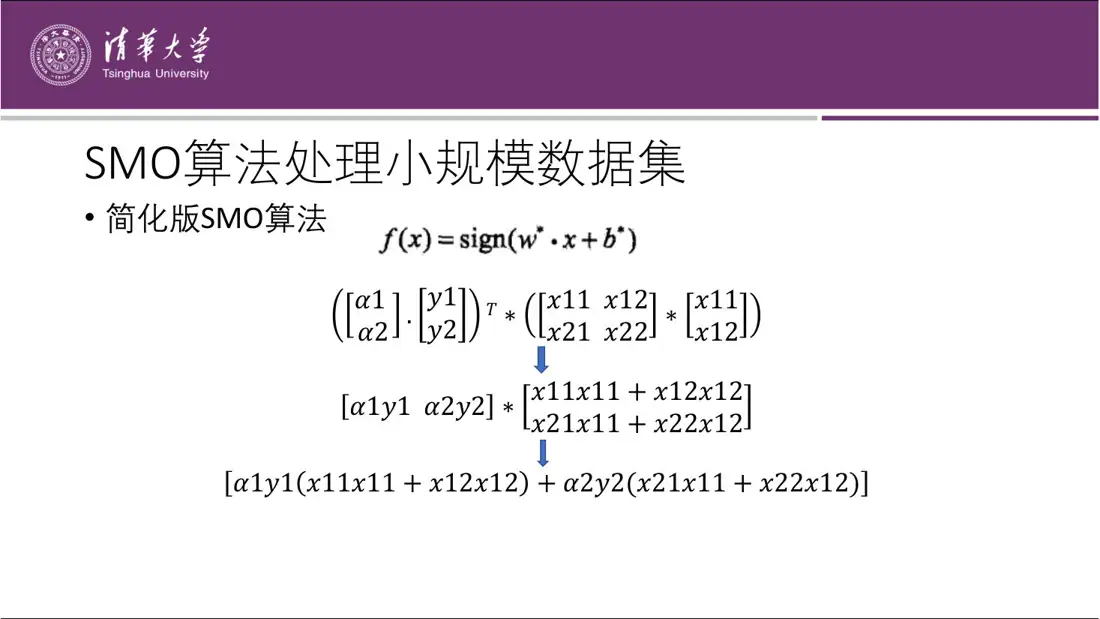 清华大学
Tsinghua University
SMO算法处理小规模数据集
• 简化版SMO算法
f(x)=sign(w*·x+b*)
([α1 α2].[y1 y2])ᵀ*([x11 x12 x21 x22]*[x11 x12])
[α1y1 α2y2]*[x11x11+x12x12 x21x11+x22x12]
[α1y1(x11x11+x12x12)+α2y2(x21x11+x22x12)]